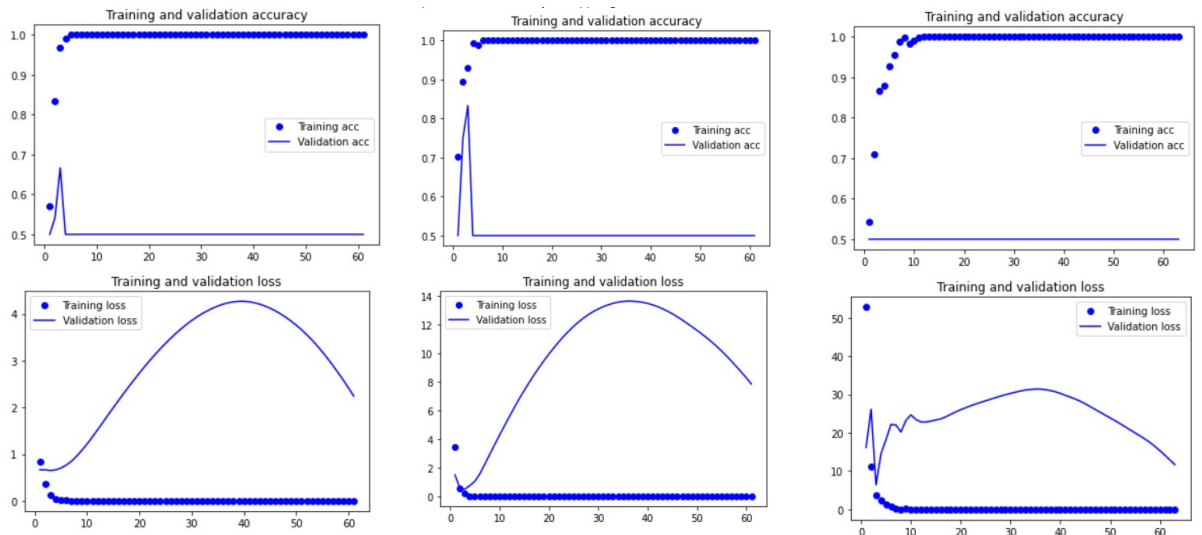 Training and validation accuracy
1.0
0.9
0.8
0.7
0.6
0.5
Training acc
Validation acc
0 10 20 30 40 50 60
Training and validation accuracy
1.0
0.9
0.8
0.7
0.6
0.5
Training acc
Validation acc
0 10 20 30 40 50 60
Training and validation accuracy
1.0
0.9
0.8
0.7
0.6
0.5
Training acc
Validation acc
0 10 20 30 40 50 60
Training and validation loss
4
3
2
1
0
Training loss
Validation loss
0 10 20 30 40 50 60
Training and validation loss
14
12
10
8
6
4
2
0
Training loss
Validation loss
0 10 20 30 40 50 60
Training and validation loss
50
40
30
20
10
0
Training loss
Validation loss
0 10 20 30 40 50 60